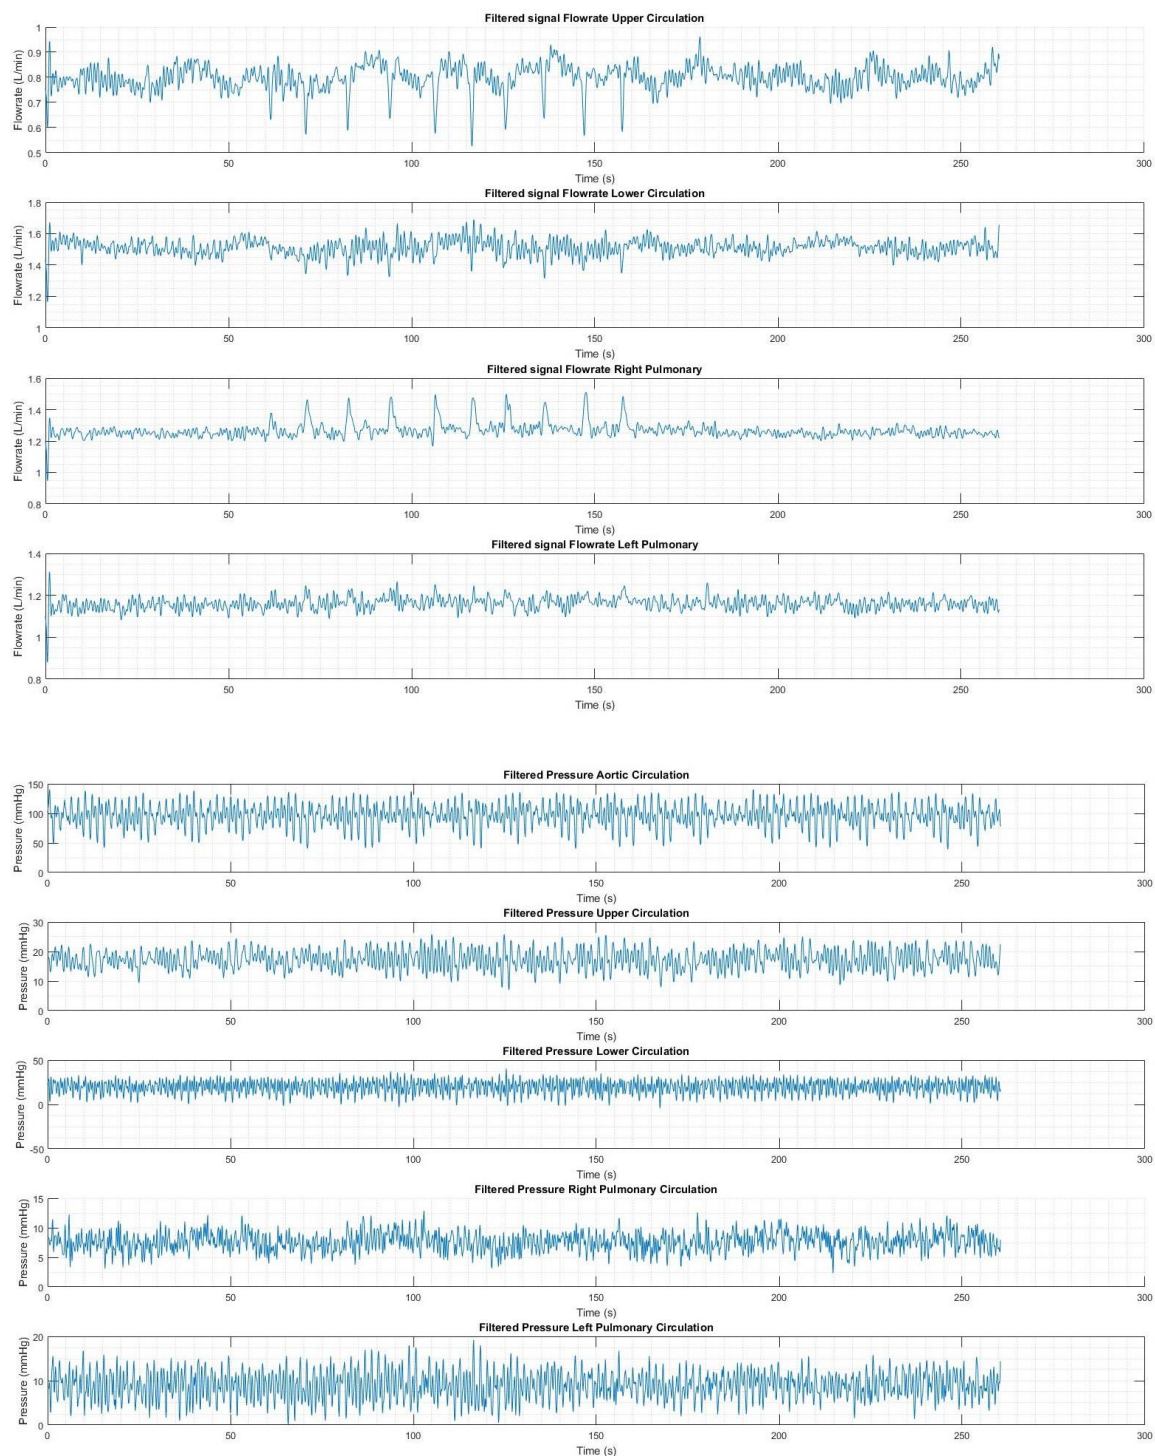 Filtered signal Flowrate Upper Circulation
Flowrate (L/min)
1
0.9
0.8
0.7
0.6
0.5
0 50 100 150 200 250 300
Time (s)
Filtered signal Flowrate Lower Circulation
Flowrate (L/min)
1.8
1.6
1.4
1.2
1
0 50 100 150 200 250 300
Time (s)
Filtered signal Flowrate Right Pulmonary
Flowrate (L/min)
1.6
1.4
1.2
1
0.8
0 50 100 150 200 250 300
Time (s)
Filtered signal Flowrate Left Pulmonary
Flowrate (L/min)
1.4
1.2
1
0.8
0 50 100 150 200 250 300
Time (s)
Filtered Pressure Aortic Circulation
Pressure (mmHg)
150
100
50
0
0 50 100 150 200 250 300
Time (s)
Filtered Pressure Upper Circulation
Pressure (mmHg)
30
20
10
0
0 50 100 150 200 250 300
Time (s)
Filtered Pressure Lower Circulation
Pressure (mmHg)
50
0
-50
0 50 100 150 200 250 300
Time (s)
Filtered Pressure Right Pulmonary Circulation
Pressure (mmHg)
15
10
5
0
0 50 100 150 200 250 300
Time (s)
Filtered Pressure Left Pulmonary Circulation
Pressure (mmHg)
20
10
0
0 50 100 150 200 250 300
Time (s)